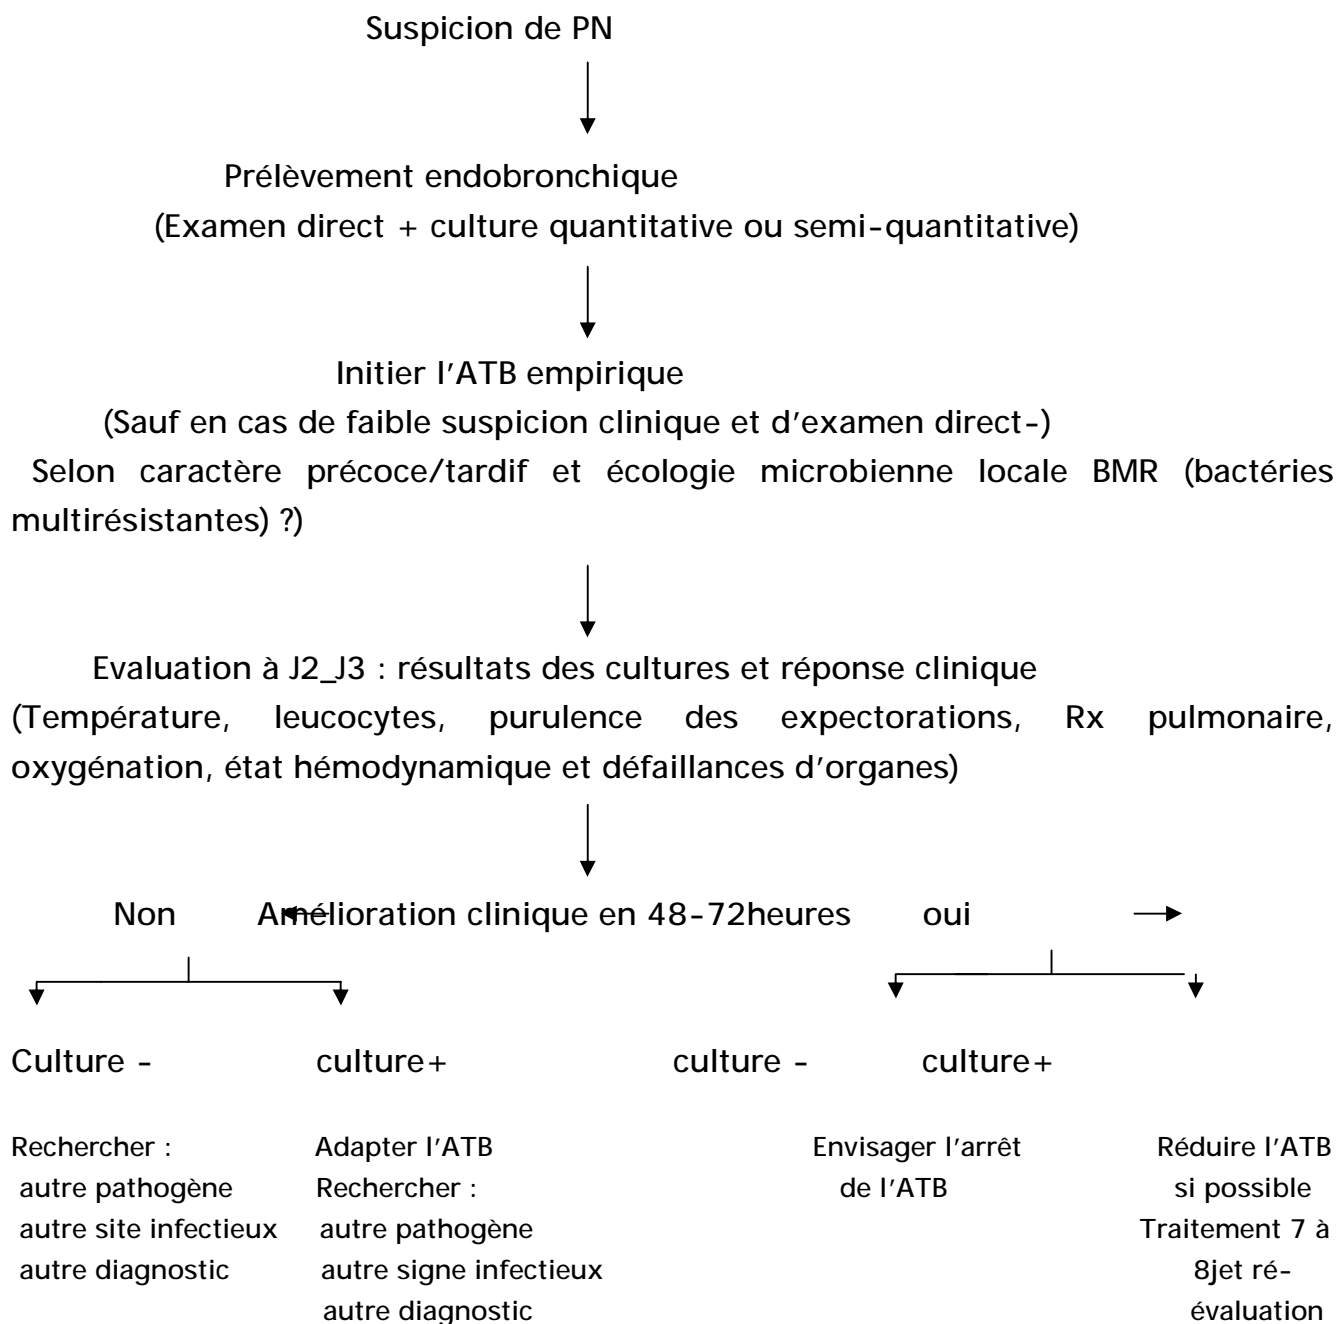 Suspicion de PN
Prélèvement endobronchique
(Examen direct + culture quantitative ou semi-quantitative)
Initier l'ATB empirique
(Sauf en cas de faible suspicion clinique et d'examen direct-)
Selon caractère précoce/tardif et écologie microbienne locale BMR (bactéries
multirésistantes) ?)
Evaluation à J2_J3 : résultats des cultures et réponse clinique
(Température, leucocytes, purulence des expectorations, Rx pulmonaire,
oxygénation, état hémodynamique et défaillances d'organes)
Non Amélioration clinique en 48-72heures oui
Culture - culture+ culture - culture+
Rechercher : Adapter l'ATB Envisager l'arrêt Réduire l'ATB
autre pathogène Rechercher : de l'ATB si possible
autre site infectieux autre pathogène Traitement 7 à
autre diagnostic autre signe infectieux 8jet ré-
autre diagnostic évaluation